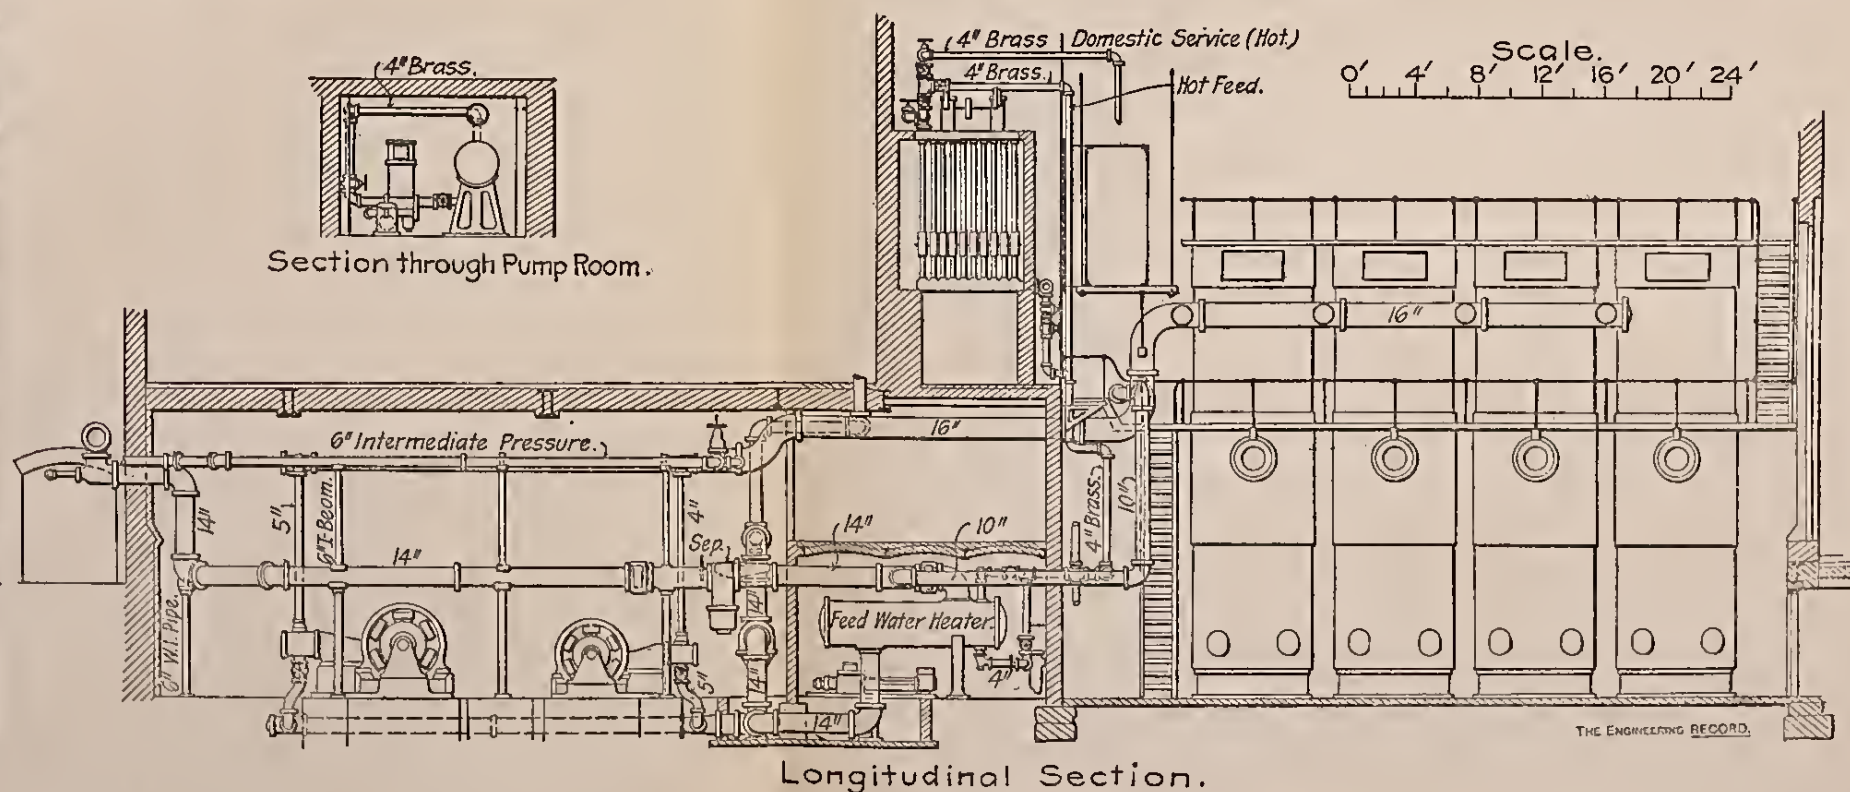 4" Brass.
Section through Pump Room.
4" Brass
Domestic Service (Hot.)
4" Brass.
Hot Feed.
Scale.
0' 4' 8' 12' 16' 20' 24'
16"
6" Intermediate Pressure.
16"
14"
5"
6" I-Beam.
4"
Sep.
14"
14"
10"
4" Brass.
10"
6" W.I. Pipe.
14"
Feed Water Heater.
14"
5"
4"
14"
THE ENGINEERING RECORD.
Longitudinal Section.